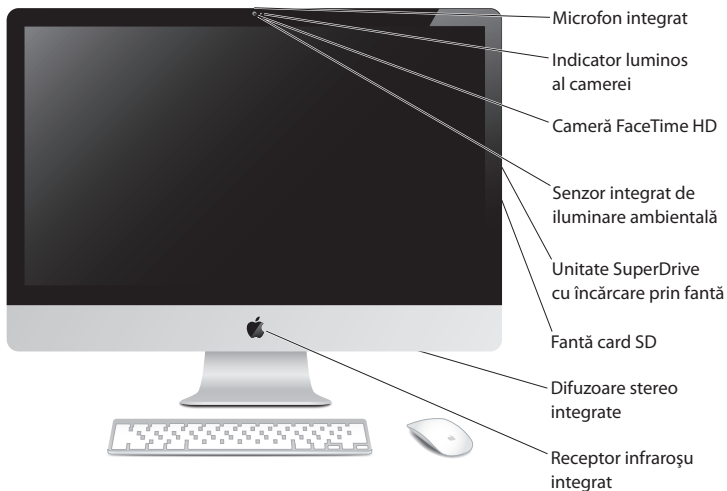 Microfon integrat
Indicator luminos
al camerei
Cameră FaceTime HD
Senzor integrat de
iluminare ambientală
Unitate SuperDrive
cu încărcare prin fantă
Fantă card SD
Difuzoare stereo
integrate
Receptor infraroşu
integrat